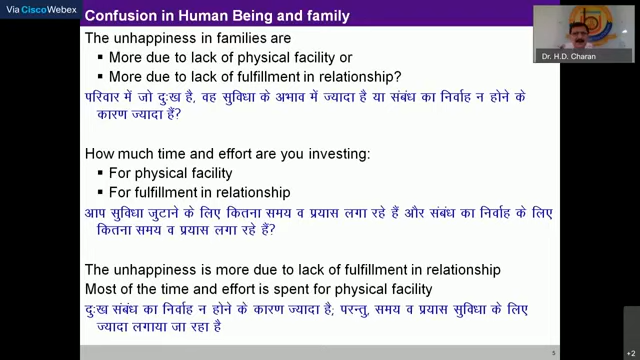 Via Cisco Webex
Confusion in Human Being and family
Dr. H.D. Charan
The unhappiness in families are
▪ More due to lack of physical facility or
▪ More due to lack of fulfillment in relationship?
परिवार में जो दुःख है, वह सुविधा के अभाव में ज्यादा है या संबंध का निर्वाह न होने के
कारण ज्यादा हैं?
How much time and effort are you investing:
▪ For physical facility
▪ For fulfillment in relationship
आप सुविधा जुटाने के लिए कितना समय व प्रयास लगा रहे हैं और संबंध का निर्वाह के लिए
कितना समय व प्रयास लगा रहे हैं?
The unhappiness is more due to lack of fulfillment in relationship
Most of the time and effort is spent for physical facility
दुःख संबंध का निर्वाह न होने के कारण ज्यादा है; परन्तु, समय व प्रयास सुविधा के लिए
ज्यादा लगाया जा रहा है
5
+2